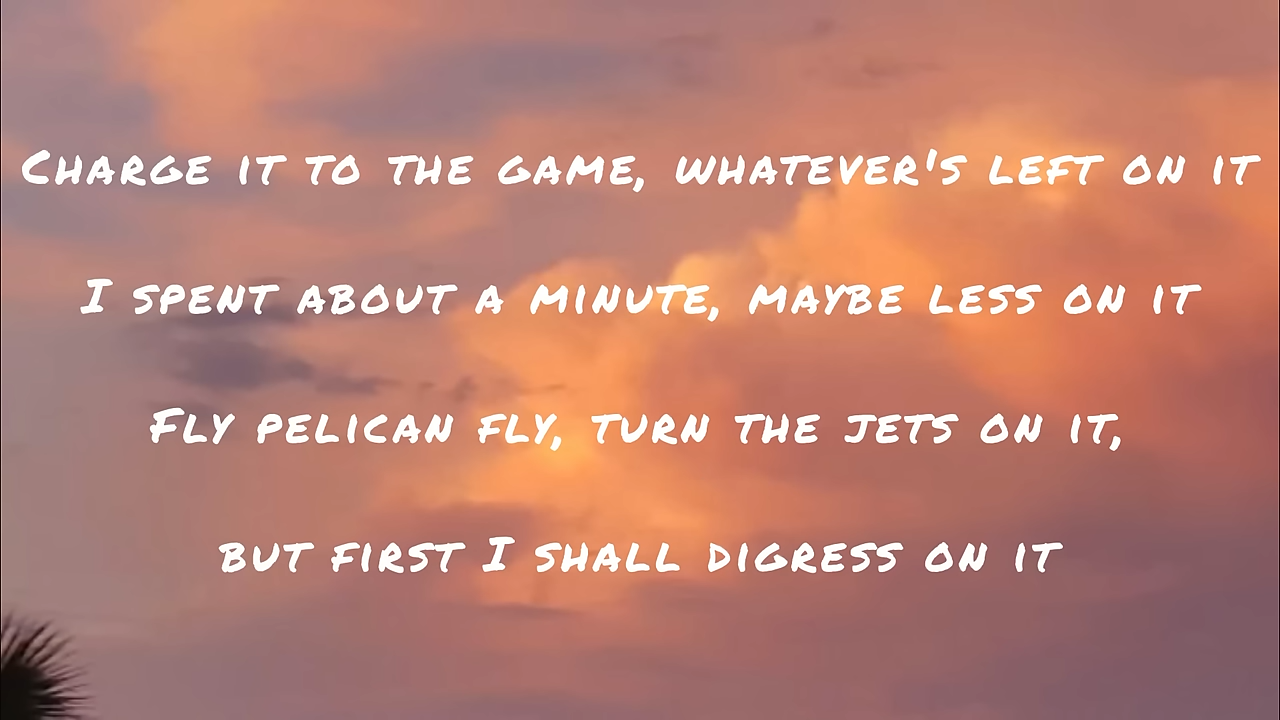 Charge it to the game, whatever's left on it
I spent about a minute, maybe less on it
Fly pelican fly, turn the jets on it,
but first I shall digress on it